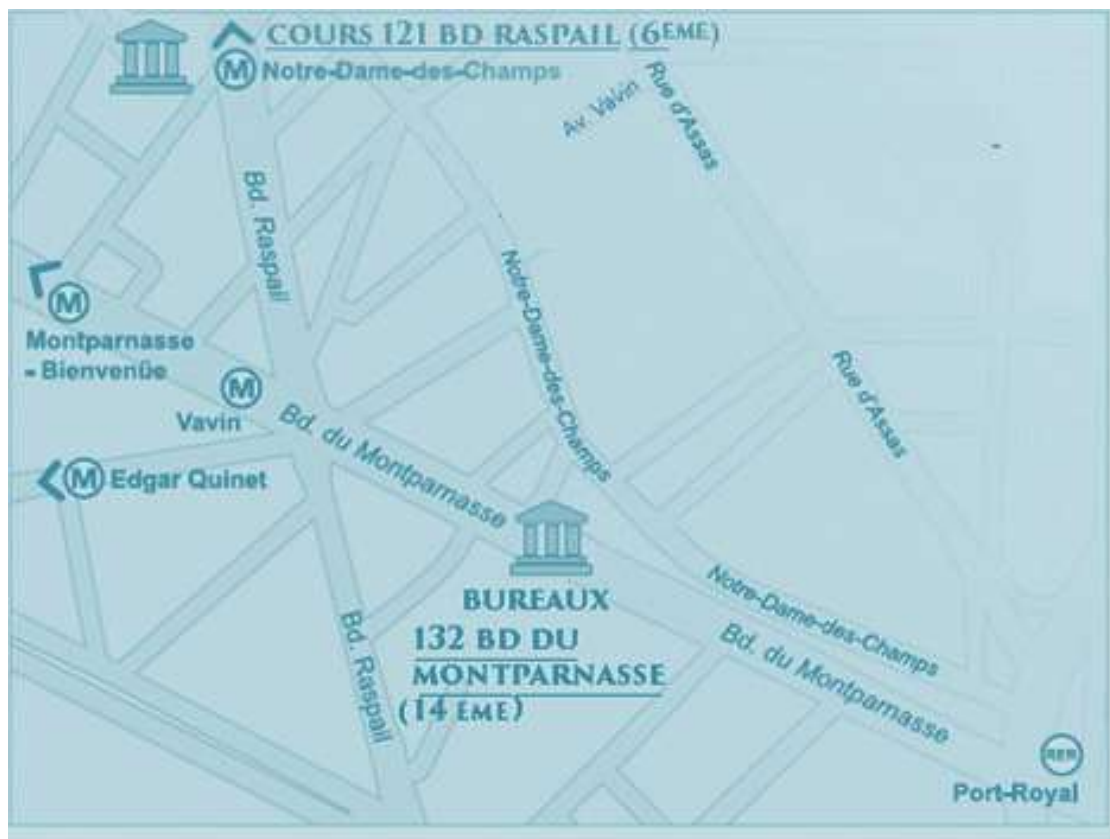 COURS 121 BD RASPAIL (6EME)
M Notre-Dame-des-Champs
Av. Vavin
Rue d'Assas
Bd. Raspail
Notre-Dame-des-Champs
M
Montparnasse
- Bienvenüe
Rue d'Assas
M
Vavin
Bd. du Montparnasse
M Edgar Quinet
BUREAUX
132 BD DU
MONTPARNASSE
(14 EME)
Notre-Dame-des-Champs
Bd. du Montparnasse
Bd. Raspail
RER
Port-Royal